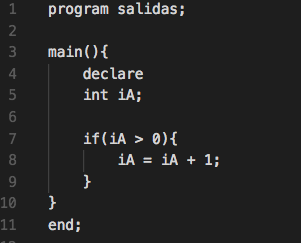 1 program salidas;
2
3 main(){
4 declare
5 int iA;
6
7 if(iA > 0){
8 iA = iA + 1;
9 }
10 }
11 end;